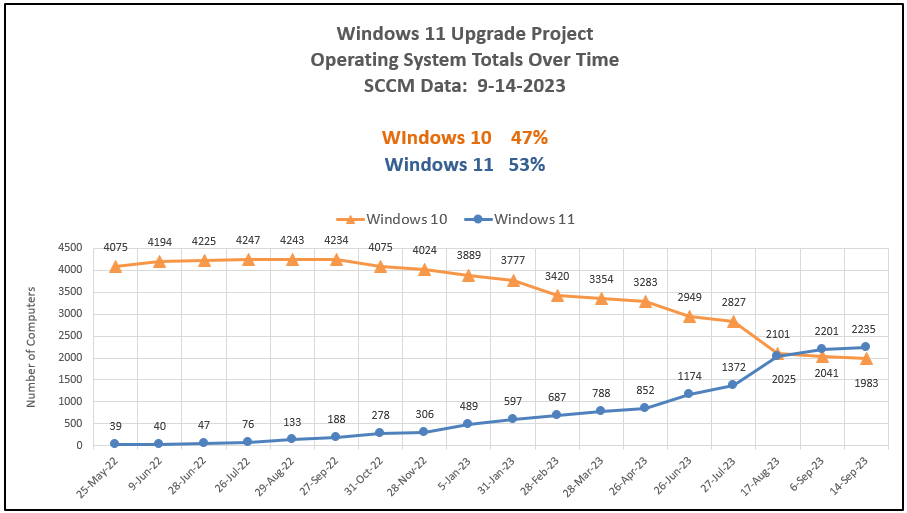 Windows 11 Upgrade Project
Operating System Totals Over Time
SCCM Data:  9-14-2023
WIndows 10    47%
Windows 11   53%
Windows 10   Windows 11
Number of Computers
4500
4000
3500
3000
2500
2000
1500
1000
500
0
4075 4194 4225 4247 4243 4234 4075 4024 3889 3777 3420 3354 3283 2949 2827 2101 2041 1983
39 40 47 76 133 188 278 306 489 597 687 788 852 1174 1372 2025 2201 2235
25-May-22 9-Jun-22 28-Jun-22 26-Jul-22 29-Aug-22 27-Sep-22 31-Oct-22 28-Nov-22 5-Jan-23 31-Jan-23 28-Feb-23 28-Mar-23 26-Apr-23 26-Jun-23 27-Jul-23 17-Aug-23 6-Sep-23 14-Sep-23